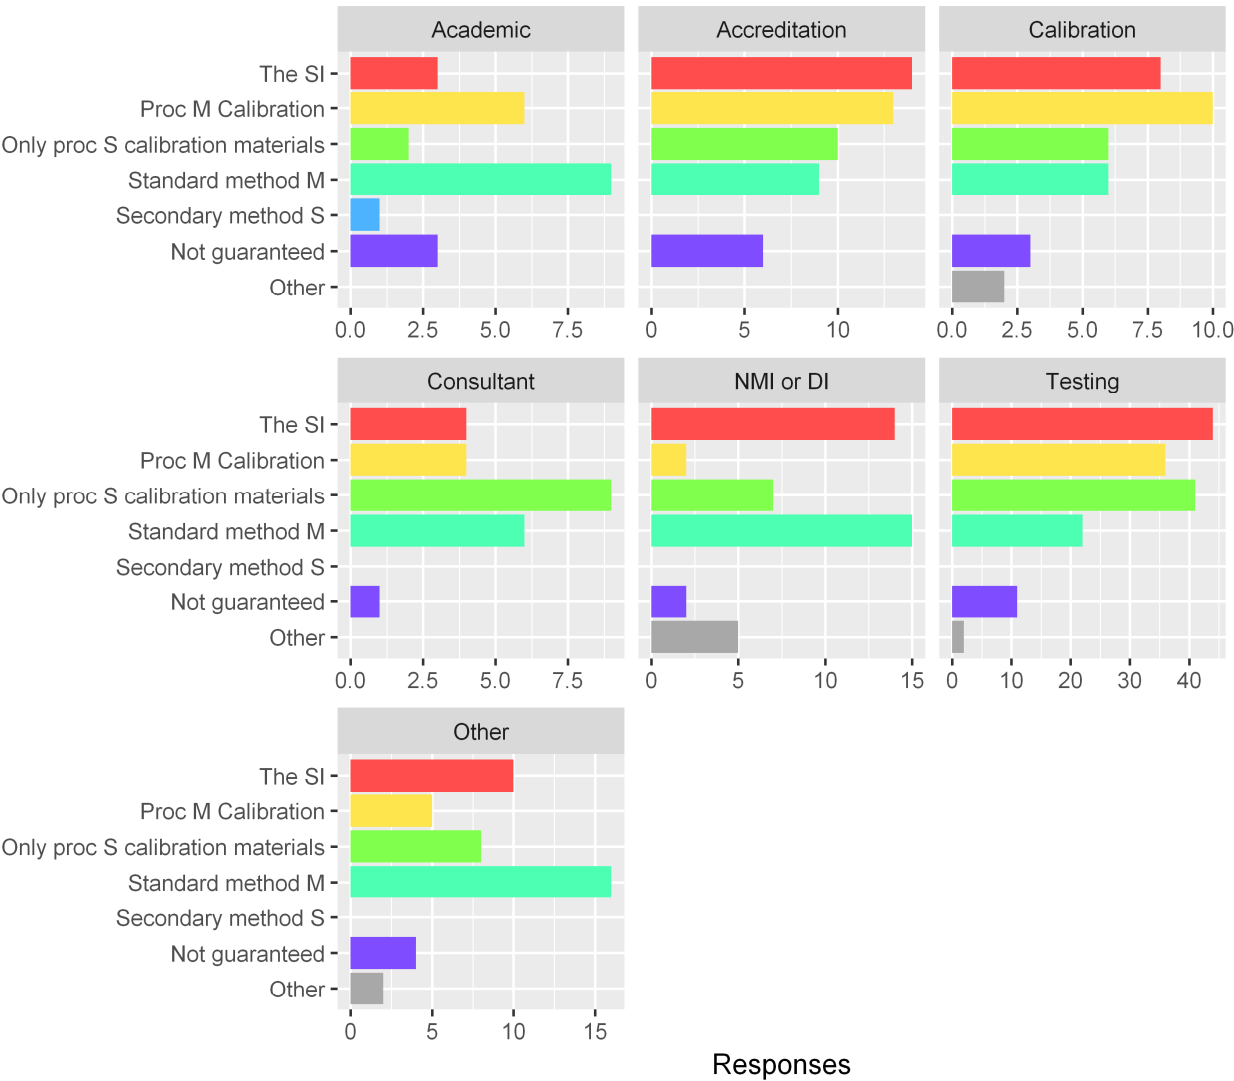 Academic
Accreditation
Calibration
The SI
Proc M Calibration
Only proc S calibration materials
Standard method M
Secondary method S
Not guaranteed
Other
0.0 2.5 5.0 7.5
0 5 10
0.0 2.5 5.0 7.5 10.0
Consultant
NMI or DI
Testing
The SI
Proc M Calibration
Only proc S calibration materials
Standard method M
Secondary method S
Not guaranteed
Other
0.0 2.5 5.0 7.5
0 5 10 15
0 10 20 30 40
Other
The SI
Proc M Calibration
Only proc S calibration materials
Standard method M
Secondary method S
Not guaranteed
Other
0 5 10 15
Responses